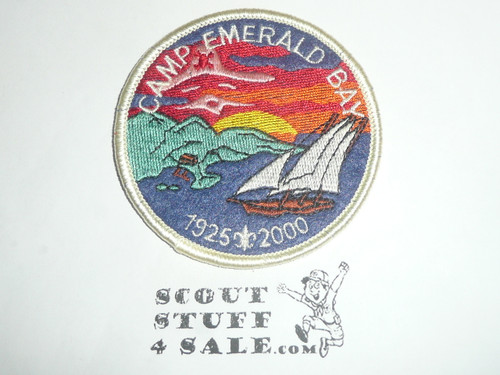 CAMP EMERALD BAY
1925 2000
SCOUT
STUFF
4 SALE.COM